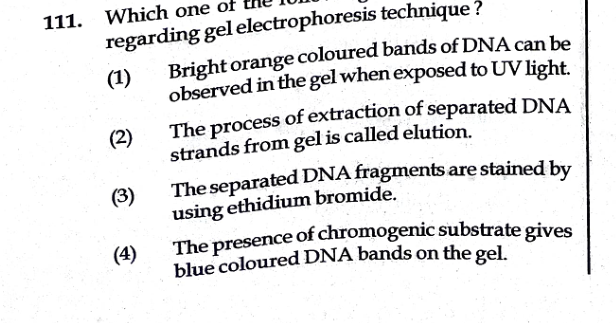 111. Which one of the
regarding gel electrophoresis technique ?
(1) Bright orange coloured bands of DNA can be
observed in the gel when exposed to UV light.
(2) The process of extraction of separated DNA
strands from gel is called elution.
(3) The separated DNA fragments are stained by
using ethidium bromide.
(4) The presence of chromogenic substrate gives
blue coloured DNA bands on the gel.